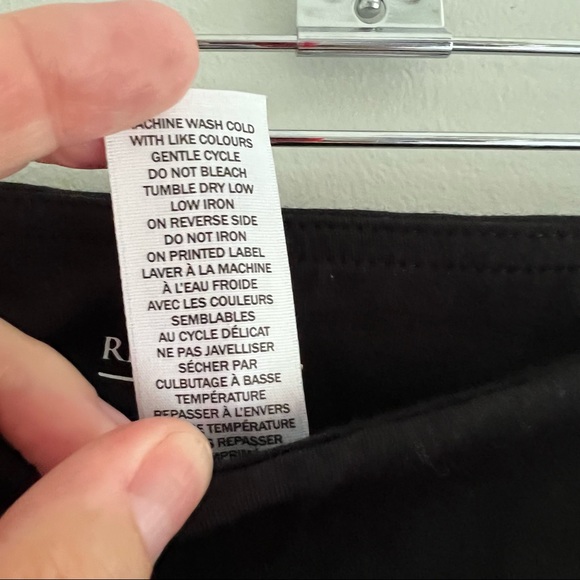 MACHINE WASH COLD
WITH LIKE COLOURS
GENTLE CYCLE
DO NOT BLEACH
TUMBLE DRY LOW
LOW IRON
ON REVERSE SIDE
DO NOT IRON
ON PRINTED LABEL
LAVER À LA MACHINE
À L'EAU FROIDE
AVEC LES COULEURS
SEMBLABLES
AU CYCLE DÉLICAT
NE PAS JAVELLISER
SÉCHER PAR
CULBUTAGE À BASSE
TEMPÉRATURE
REPASSER À L'ENVERS
TEMPÉRATURE
REPASSER